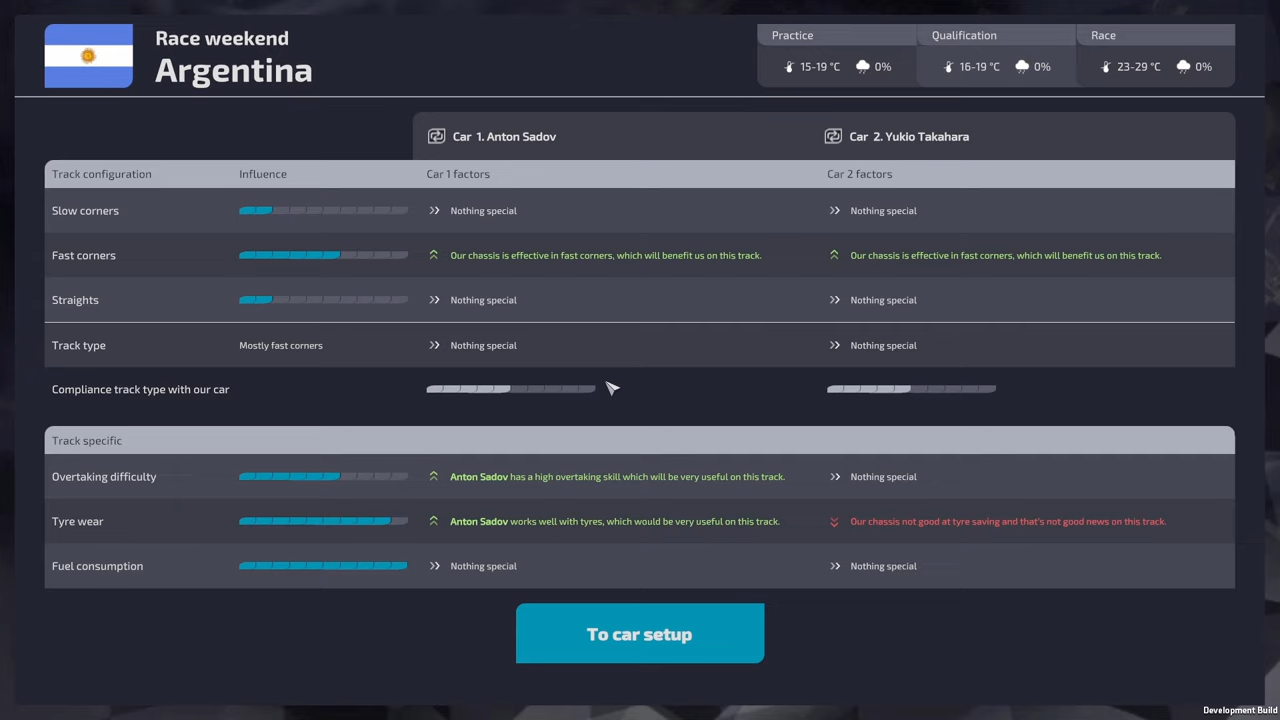 Race weekend
Argentina
Practice
Qualification
Race
15-19 °C
0%
16-19 °C
0%
23-29 °C
0%
Car 1. Anton Sadov
Car 2. Yukio Takahara
Track configuration
Influence
Car 1 factors
Car 2 factors
Slow corners
Nothing special
Nothing special
Fast corners
Our chassis is effective in fast corners, which will benefit us on this track.
Our chassis is effective in fast corners, which will benefit us on this track.
Straights
Nothing special
Nothing special
Track type
Mostly fast corners
Nothing special
Nothing special
Compliance track type with our car
Track specific
Overtaking difficulty
Anton Sadov has a high overtaking skill which will be very useful on this track.
Nothing special
Tyre wear
Anton Sadov works well with tyres, which would be very useful on this track.
Our chassis not good at tyre saving and that's not good news on this track.
Fuel consumption
Nothing special
Nothing special
To car setup
Development Build